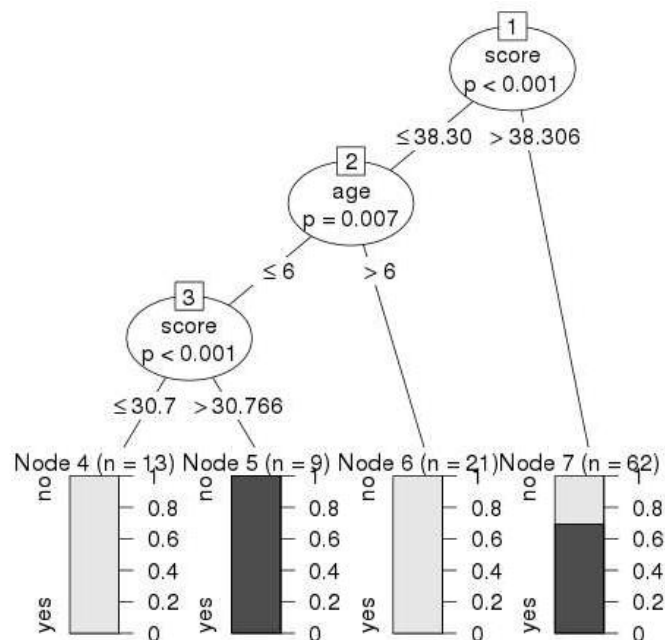 1
score
p < 0.001
≤38.30 > 38.306
2
age
p = 0.007
≤ 6 > 6
3
score
p < 0.001
≤30.7 >30.766
Node 4 (n = 13) Node 5 (n = 9) Node 6 (n = 21) Node 7 (n = 62)
no 1 no 1 no 1 no 1
0.8 0.8 0.8 0.8
0.6 0.6 0.6 0.6
0.4 0.4 0.4 0.4
yes 0.2 yes 0.2 yes 0.2 yes 0.2
0 0 0 0